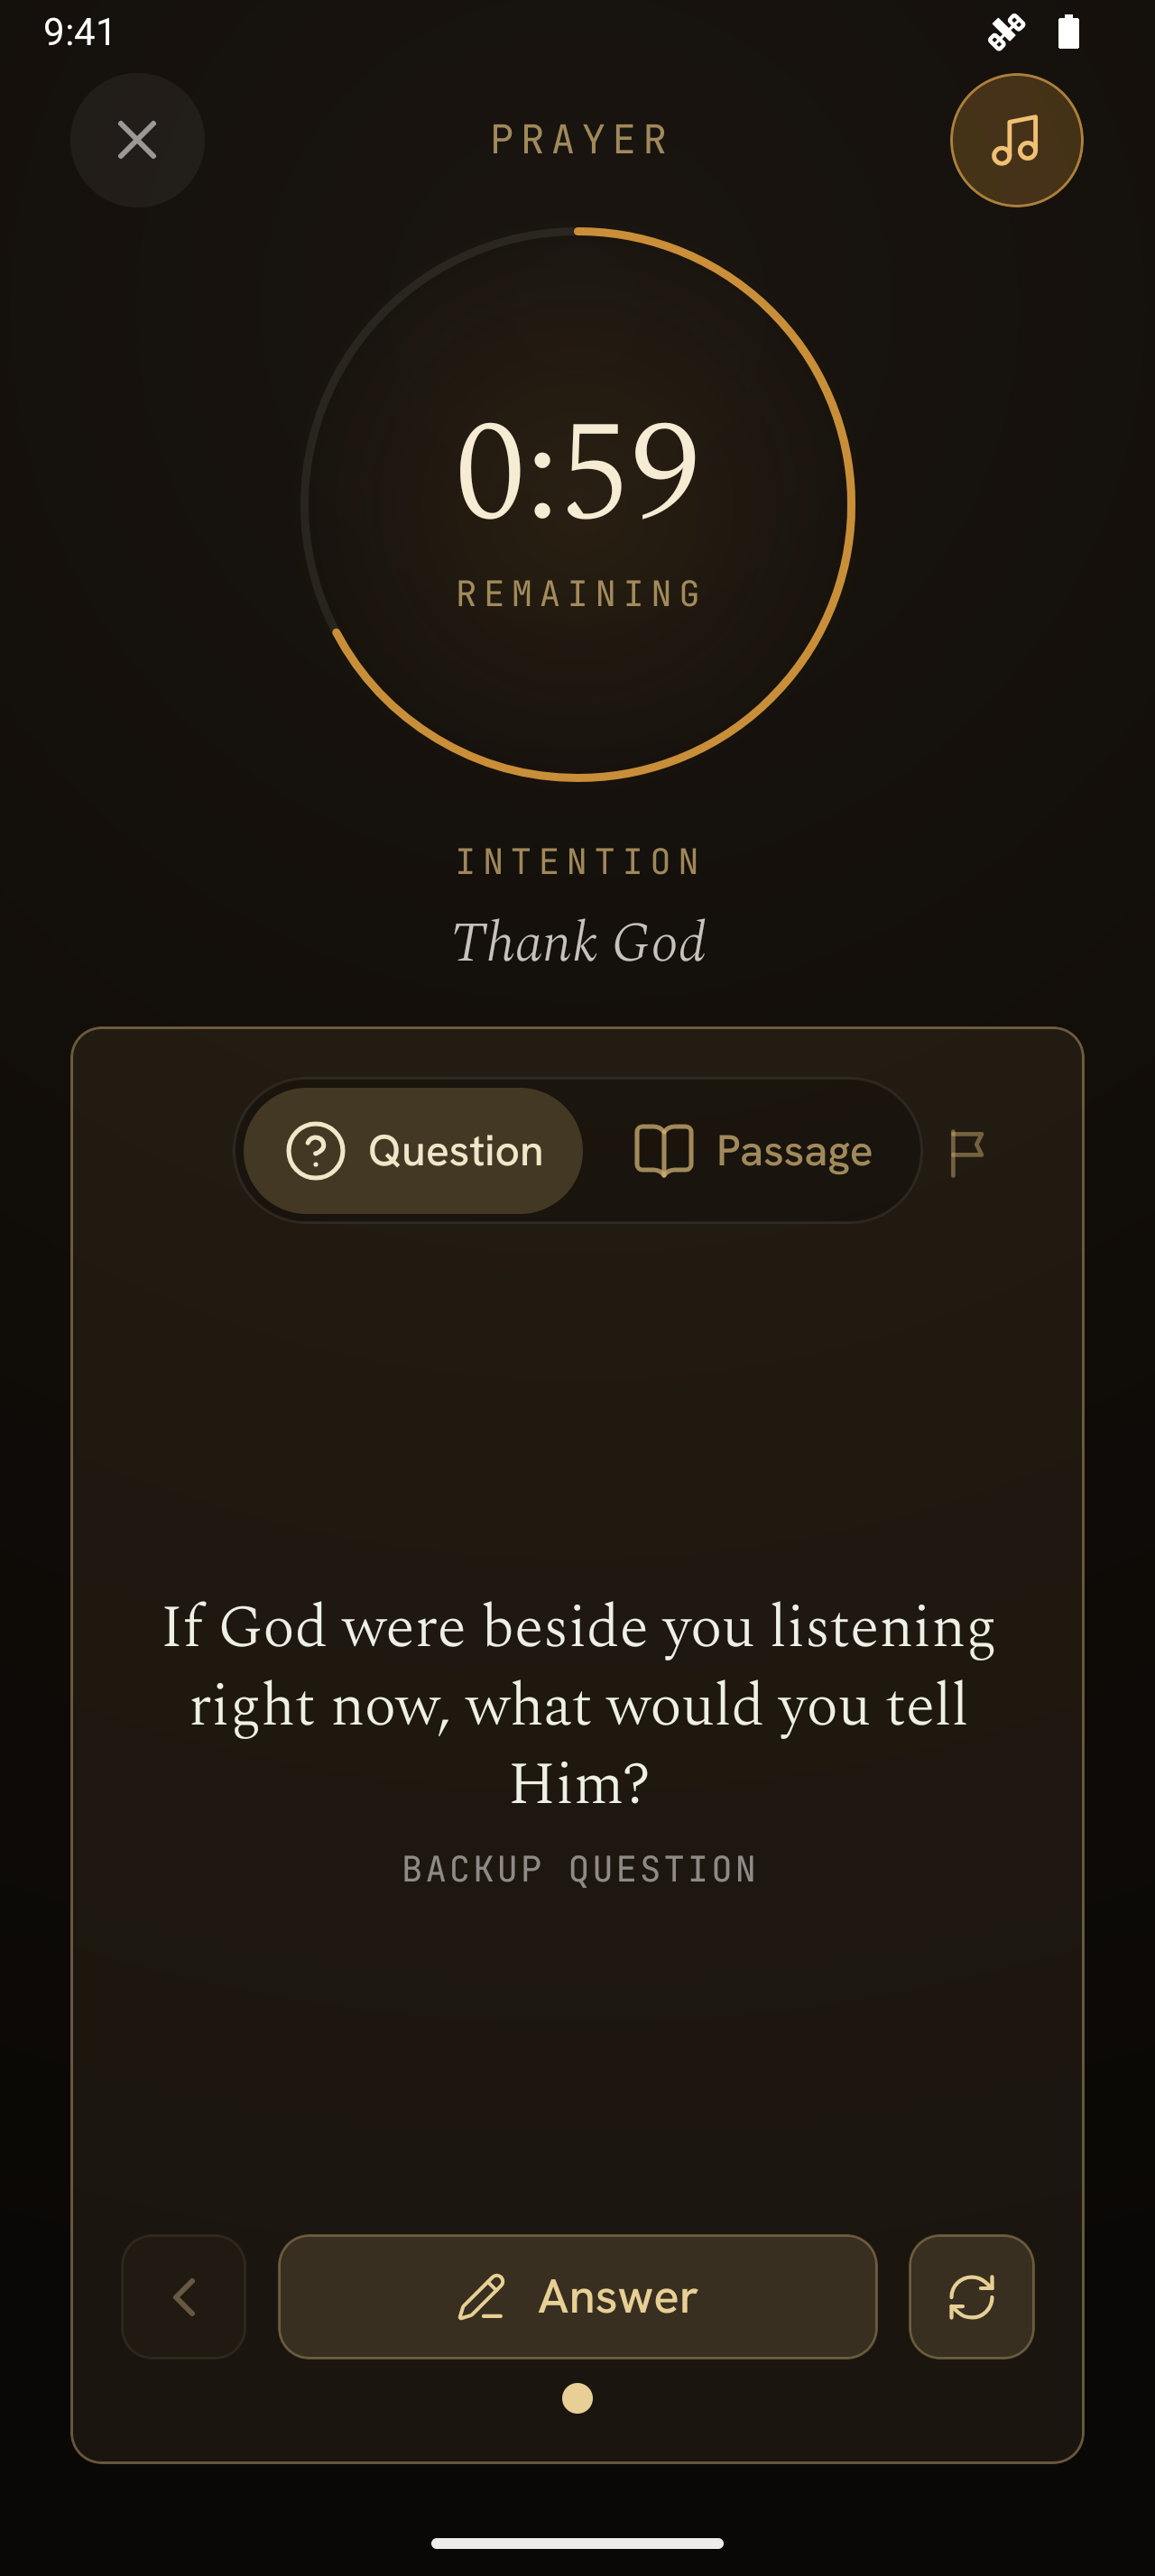 9:41
PRAYER
0:59
REMAINING
INTENTION
Thank God
Question
Passage
If God were beside you listening
right now, what would you tell
Him?
BACKUP QUESTION
Answer